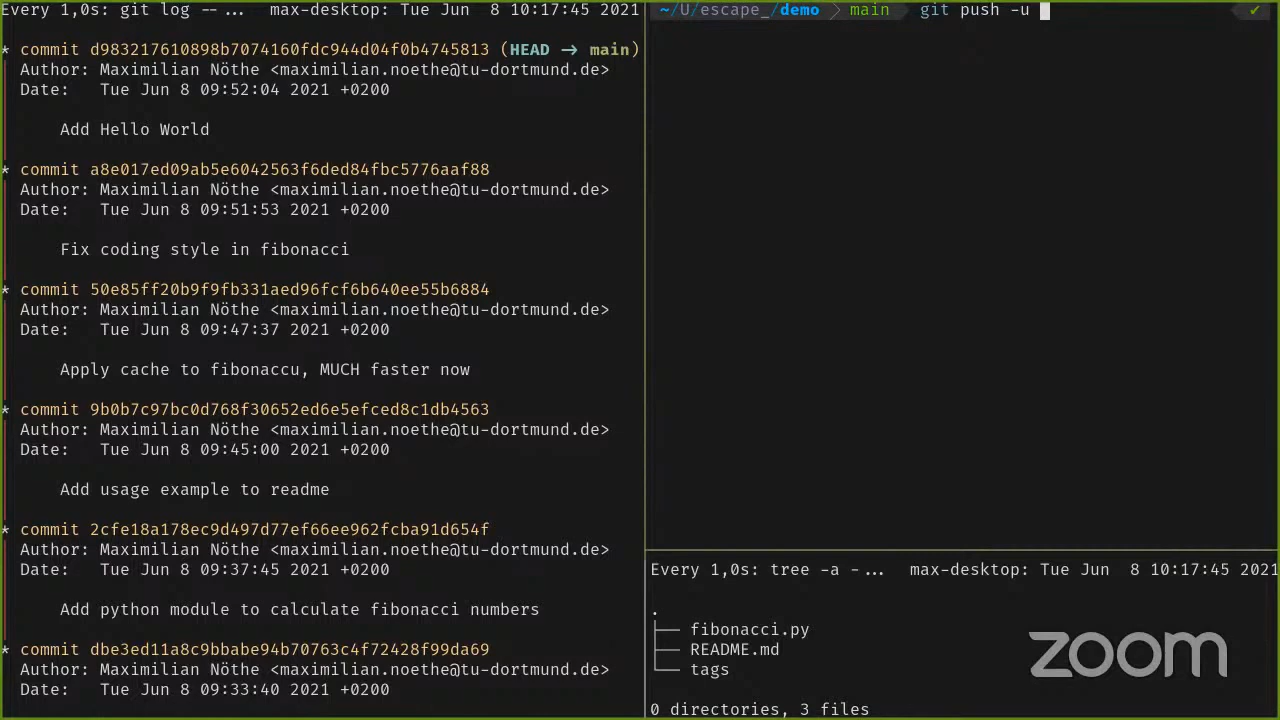 Every 1,0s: git log -- … max-desktop: Tue Jun 8 10:17:45 2021
* commit d983217610898b7074160fdc944d04f0b4745813 (HEAD → main)
Author: Maximilian Nöthe <maximilian.noethe@tu-dortmund.de>
Date: Tue Jun 8 09:52:04 2021 +0200
Add Hello World
* commit a8e017ed09ab5e6042563f6ded84fbc5776aaf88
Author: Maximilian Nöthe <maximilian.noethe@tu-dortmund.de>
Date: Tue Jun 8 09:51:53 2021 +0200
Fix coding style in fibonacci
* commit 50e85ff20b9f9fb331aed96fcf6b640ee55b6884
Author: Maximilian Nöthe <maximilian.noethe@tu-dortmund.de>
Date: Tue Jun 8 09:47:37 2021 +0200
Apply cache to fibonaccu, MUCH faster now
* commit 9b0b7c97bc0d768f30652ed6e5efced8c1db4563
Author: Maximilian Nöthe <maximilian.noethe@tu-dortmund.de>
Date: Tue Jun 8 09:45:00 2021 +0200
Add usage example to readme
* commit 2cfe18a178ec9d497d77ef66ee962fcba91d654f
Author: Maximilian Nöthe <maximilian.noethe@tu-dortmund.de>
Date: Tue Jun 8 09:37:45 2021 +0200
Add python module to calculate fibonacci numbers
* commit dbe3ed11a8c9bbabe94b70763c4f72428f99da69
Author: Maximilian Nöthe <maximilian.noethe@tu-dortmund.de>
Date: Tue Jun 8 09:33:40 2021 +0200
~/U/escape_/demo main git push -u ✔
Every 1,0s: tree -a -… max-desktop: Tue Jun 8 10:17:45 2021
.
├── fibonacci.py
├── README.md
└── tags
0 directories, 3 files
zoom